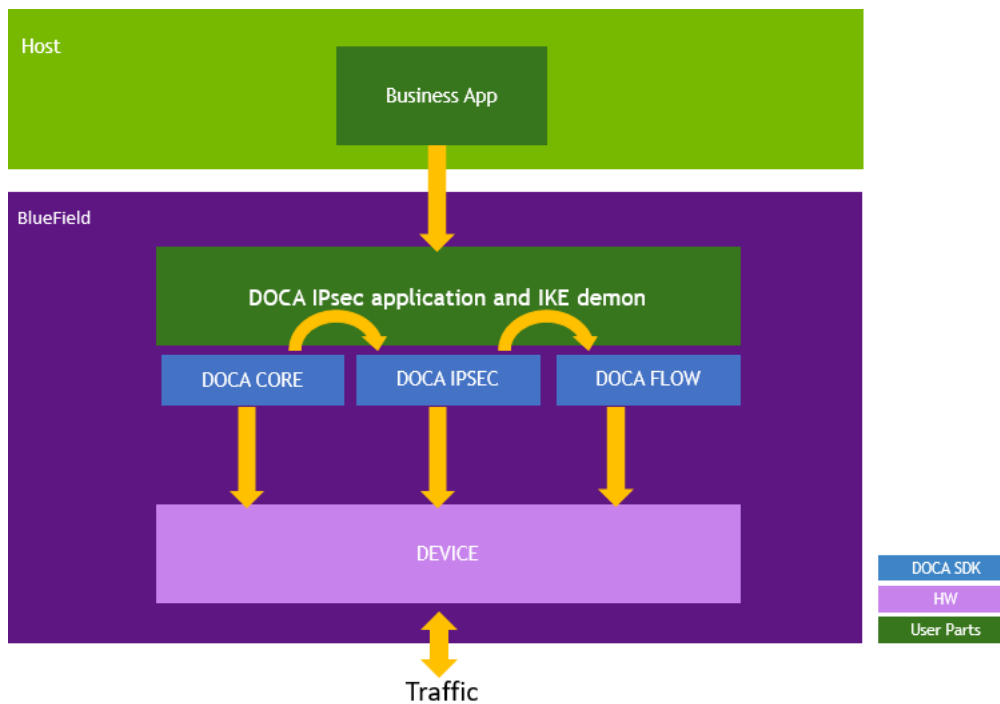 Host
Business App
BlueField
DOCA IPsec application and IKE demon
DOCA CORE
DOCA IPSEC
DOCA FLOW
DEVICE
DOCA SDK
HW
User Parts
Traffic